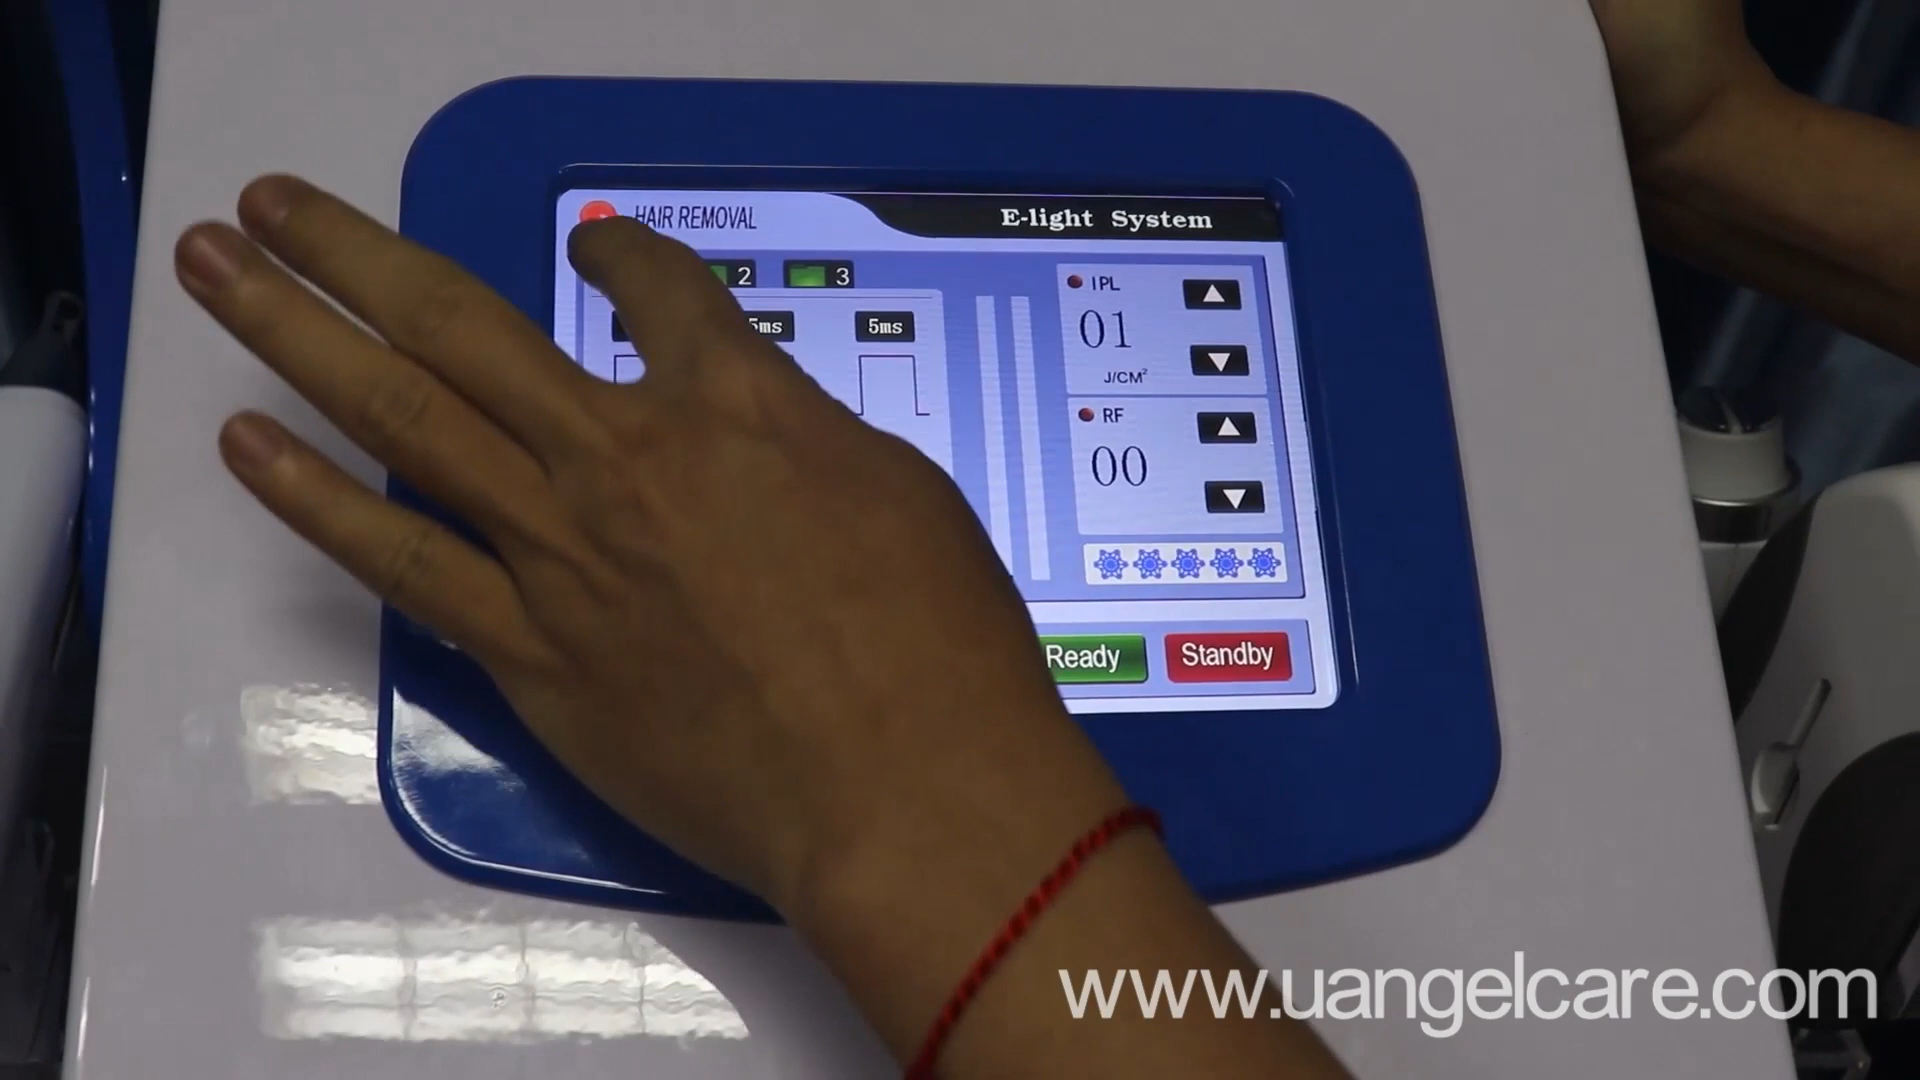 HAIR REMOVAL
E-light System
2
3
5ms
5ms
IPL
01
J/CM²
RF
00
Ready
Standby
www.uangelcare.com